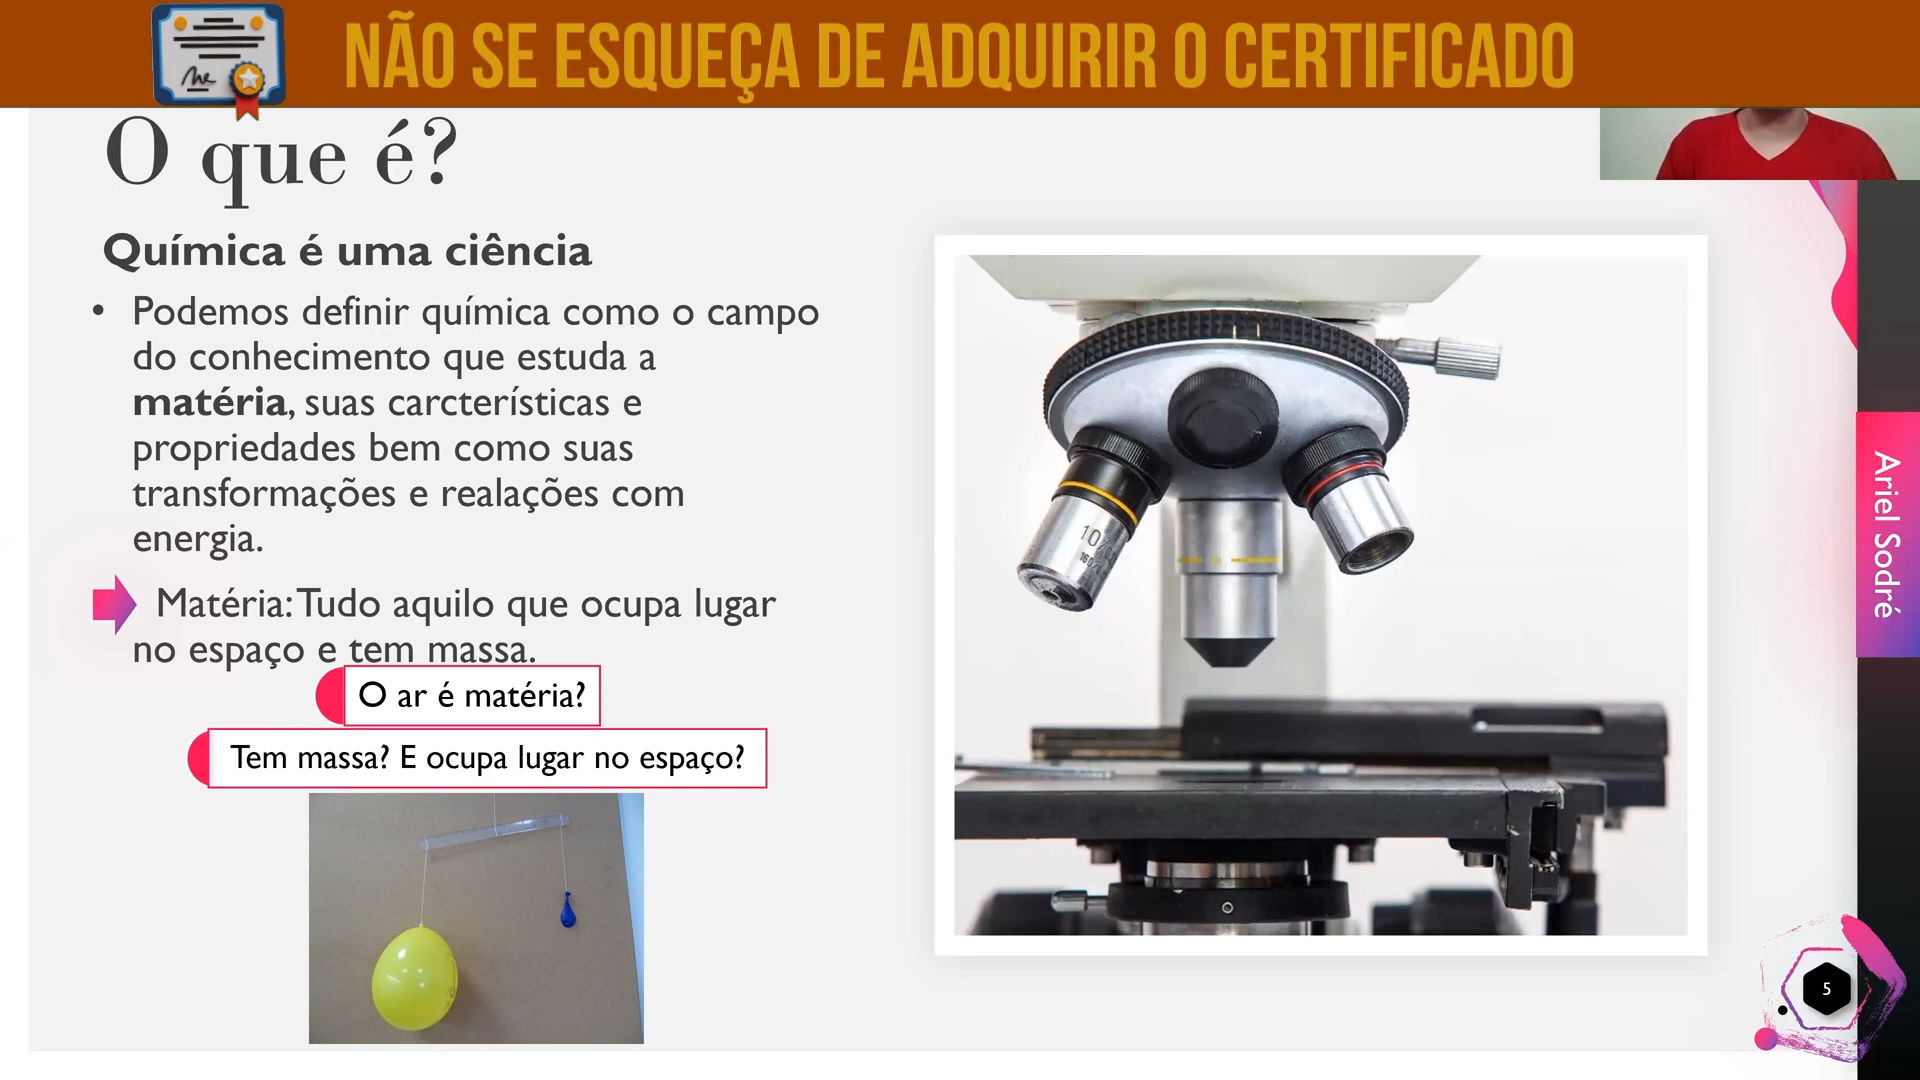 NÃO SE ESQUEÇA DE ADQUIRIR O CERTIFICADO
O que é?
Química é uma ciência
• Podemos definir química como o campo
do conhecimento que estuda a
matéria, suas carcterísticas e
propriedades bem como suas
transformações e realações com
energia.
Matéria: Tudo aquilo que ocupa lugar
no espaço e tem massa.
O ar é matéria?
Tem massa? E ocupa lugar no espaço?
Ariel Sodré
5